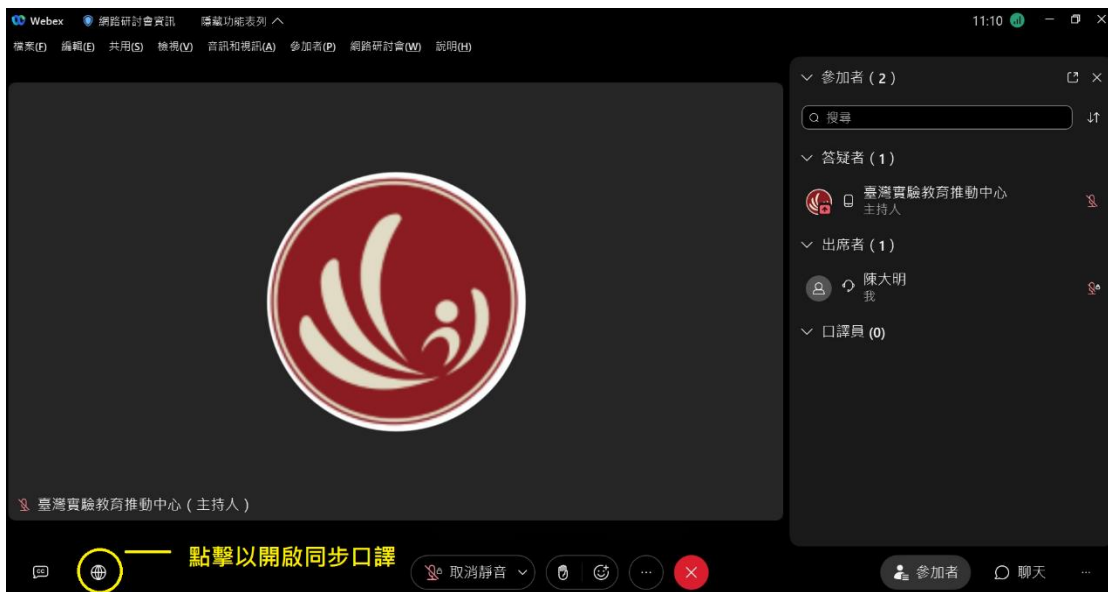 Webex 網路研討會資訊 隱藏功能表列 11:10
檔案(F) 編輯(E) 共用(S) 檢視(V) 音訊和視訊(A) 參加者(P) 網路研討會(W) 說明(H)
參加者 ( 2 )
搜尋
答疑者 ( 1 )
臺灣實驗教育推動中心
主持人
出席者 ( 1 )
陳大明
我
口譯員 (0)
臺灣實驗教育推動中心 ( 主持人 )
點擊以開啟同步口譯
CC 取消靜音 參加者 聊天